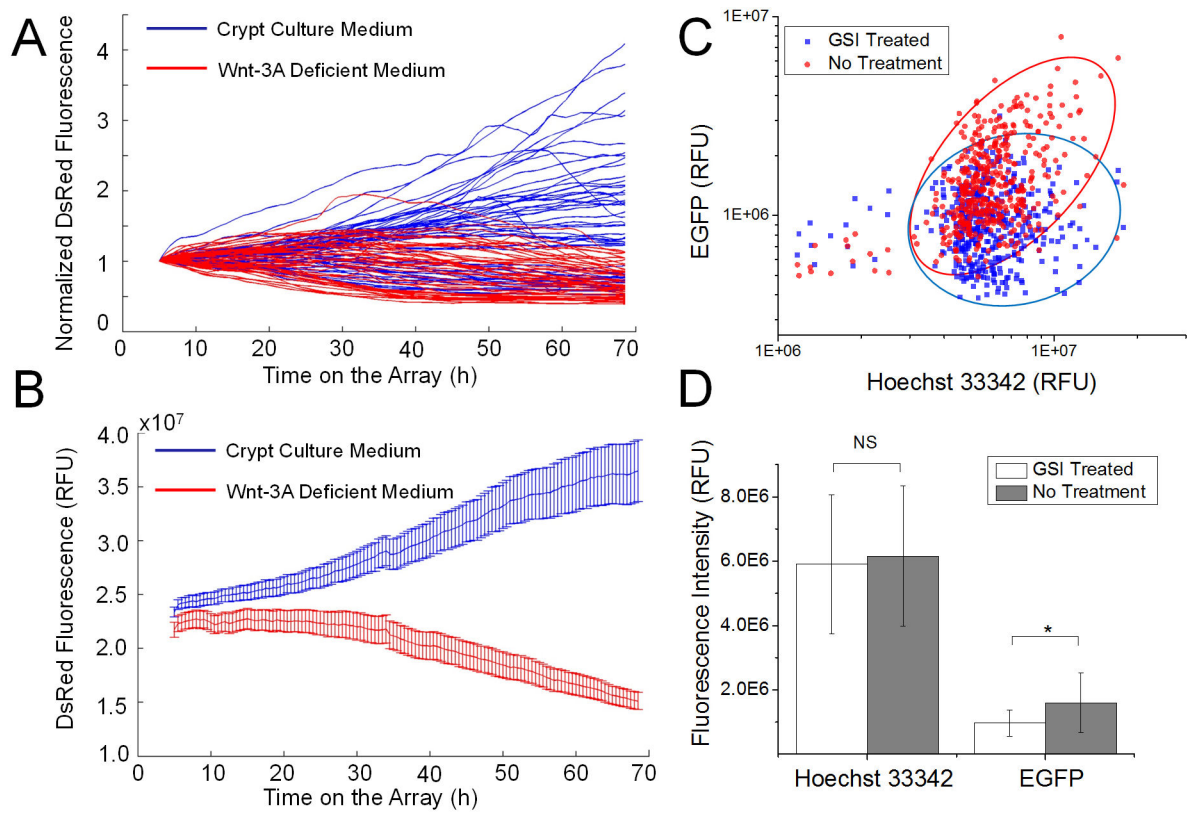 A
Normalized DsRed Fluorescence
4
3
2
1
0
Crypt Culture Medium
Wnt-3A Deficient Medium
0 10 20 30 40 50 60 70
Time on the Array (h)
B
x10⁷
DsRed Fluorescence (RFU)
4.0
3.5
3.0
2.5
2.0
1.5
1.0
Crypt Culture Medium
Wnt-3A Deficient Medium
0 10 20 30 40 50 60 70
Time on the Array (h)
C
EGFP (RFU)
1E+08
1E+07
1E+06
GSI Treated
No Treatment
1E+06 1E+07
Hoechst 33342 (RFU)
D
Fluorescence Intensity (RFU)
8.0E6
6.0E6
4.0E6
2.0E6
NS
*
GSI Treated
No Treatment
Hoechst 33342 EGFP